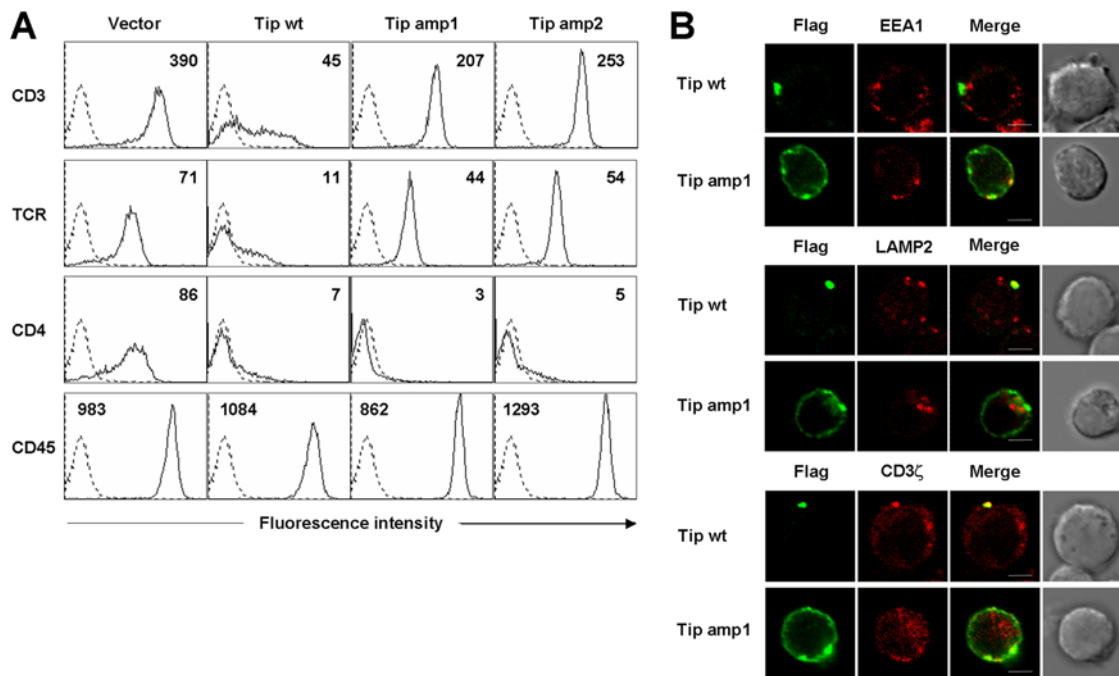 A
Vector Tip wt Tip amp1 Tip amp2
CD3 390 45 207 253
TCR 71 11 44 54
CD4 86 7 3 5
CD45 983 1084 862 1293
Fluorescence intensity
B
Flag EEA1 Merge
Tip wt
Tip amp1
Flag LAMP2 Merge
Tip wt
Tip amp1
Flag CD3ζ Merge
Tip wt
Tip amp1